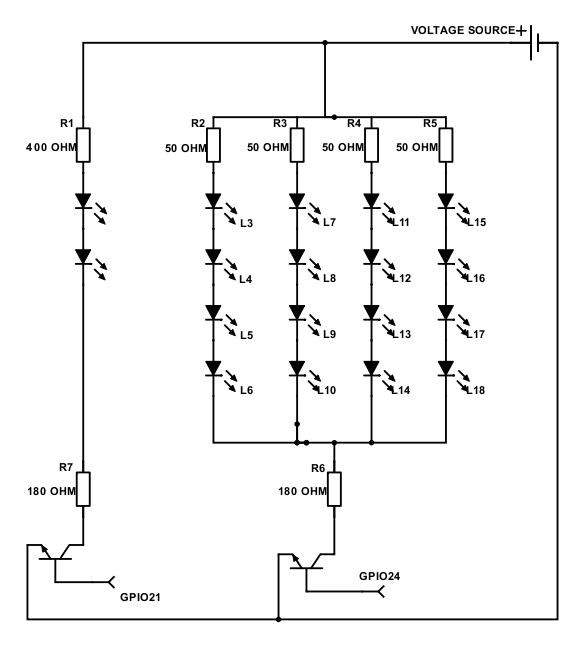 VOLTAGE SOURCE+
R1
400 OHM
R2
50 OHM
R3
50 OHM
R4
50 OHM
R5
50 OHM
L3
L7
L11
L15
L4
L8
L12
L16
L5
L9
L13
L17
L6
L10
L14
L18
R7
180 OHM
R6
180 OHM
GPIO21
GPIO24